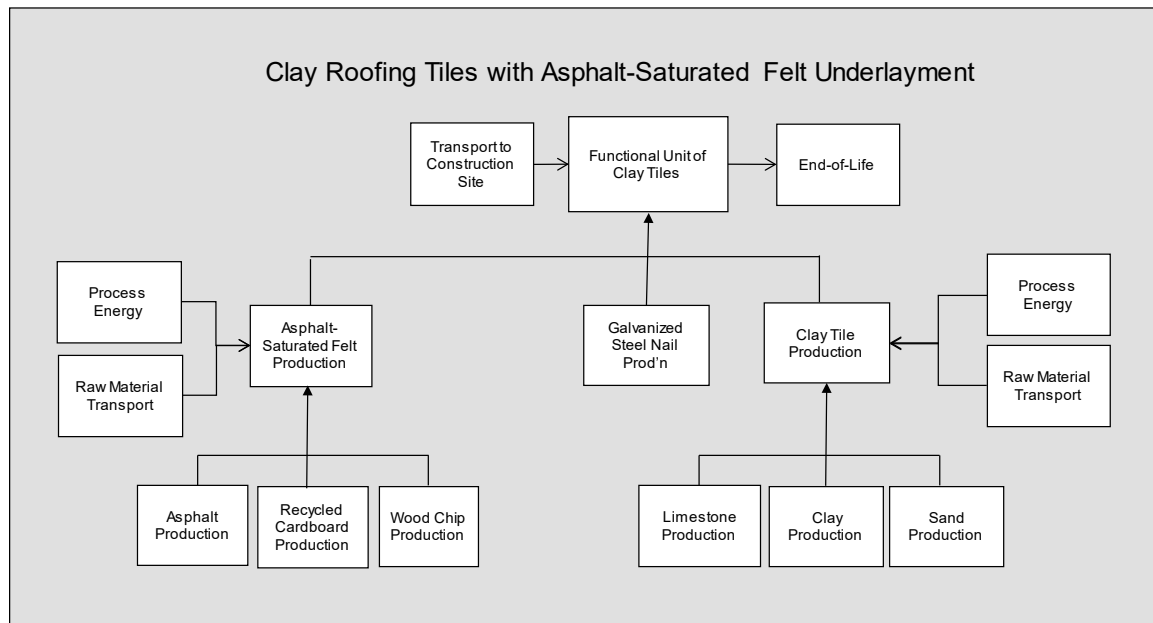 Clay Roofing Tiles with Asphalt-Saturated Felt Underlayment
Transport to
Construction
Site
Functional Unit of
Clay Tiles
End-of-Life
Process
Energy
Raw Material
Transport
Asphalt-
Saturated Felt
Production
Galvanized
Steel Nail
Prod'n
Clay Tile
Production
Process
Energy
Raw Material
Transport
Asphalt
Production
Recycled
Cardboard
Production
Wood Chip
Production
Limestone
Production
Clay
Production
Sand
Production